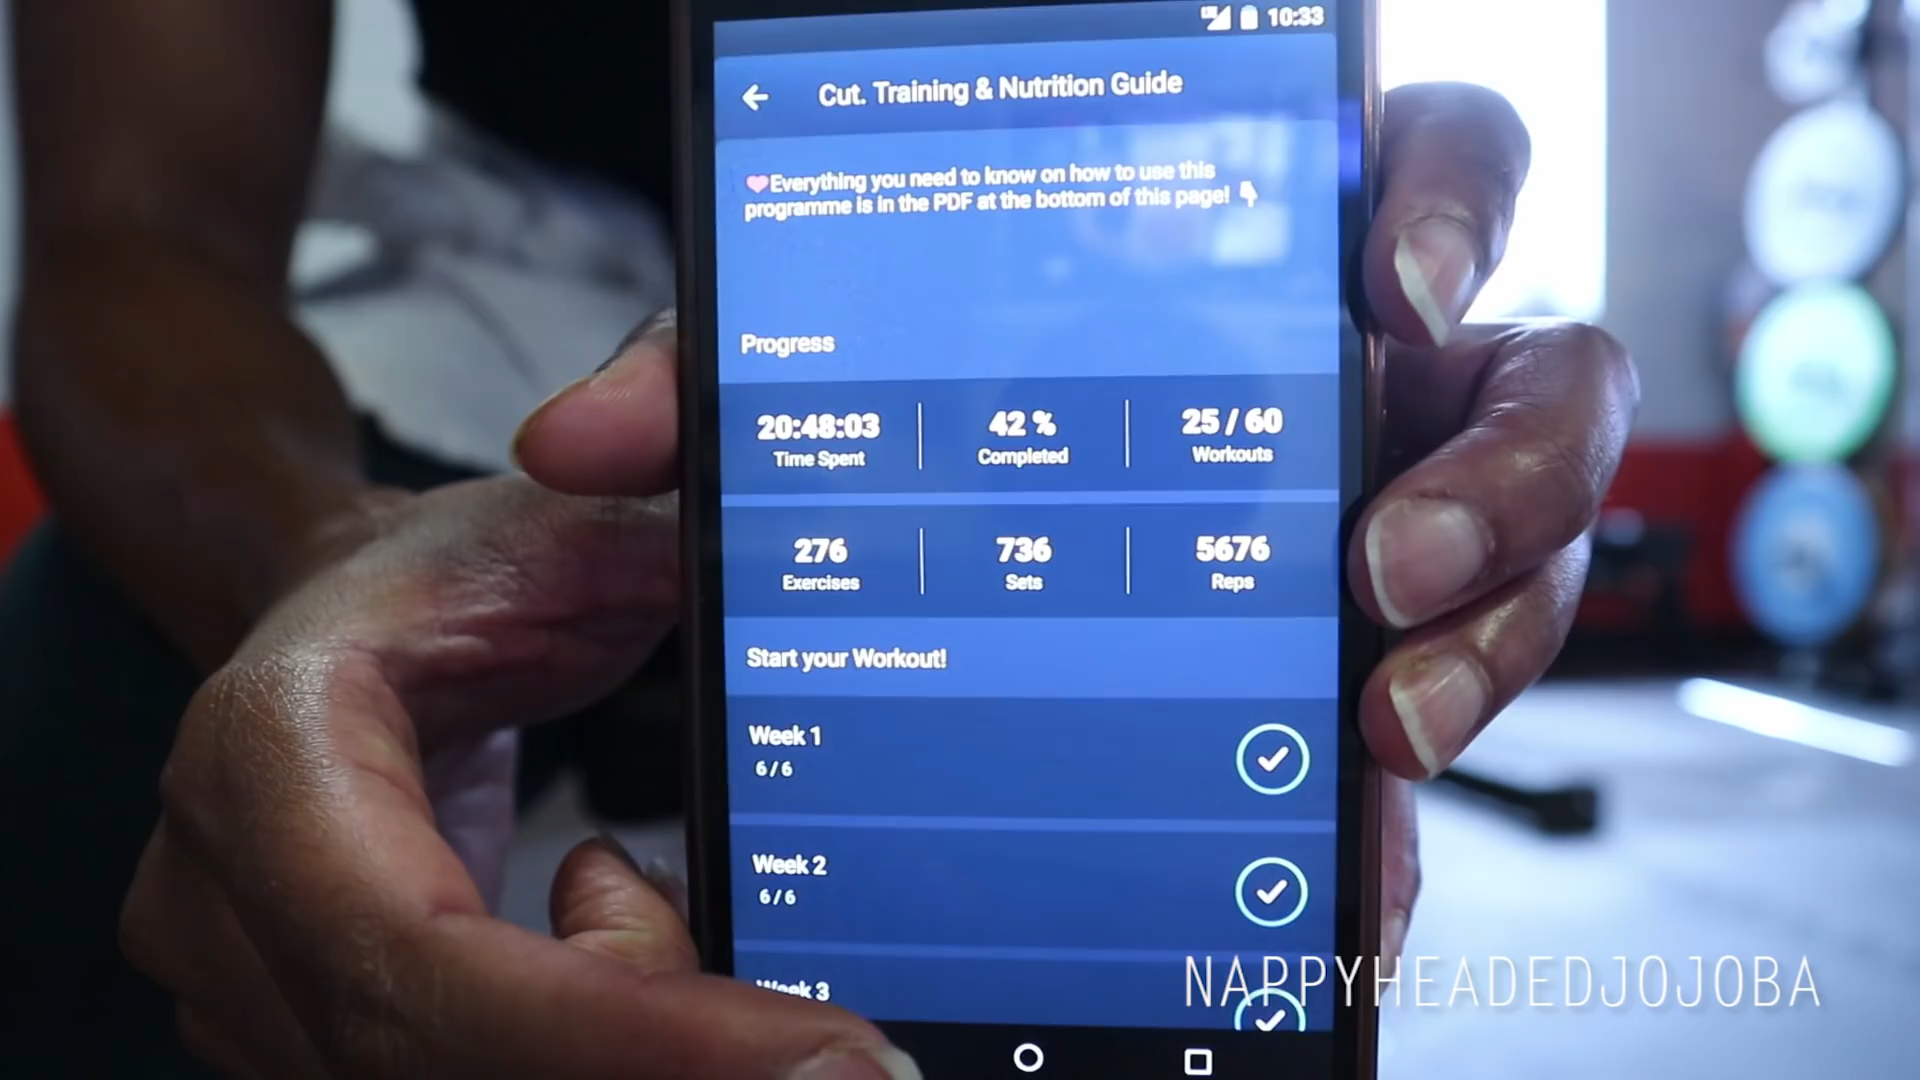 LTE 10:33
Cut. Training & Nutrition Guide
Everything you need to know on how to use this
programme is in the PDF at the bottom of this page!
Progress
20:48:03 42 % 25 / 60
Time Spent Completed Workouts
276 736 5676
Exercises Sets Reps
Start your Workout!
Week 1
6 / 6
Week 2
6 / 6
Week 3
NAPPYHEADEDJOJOBA